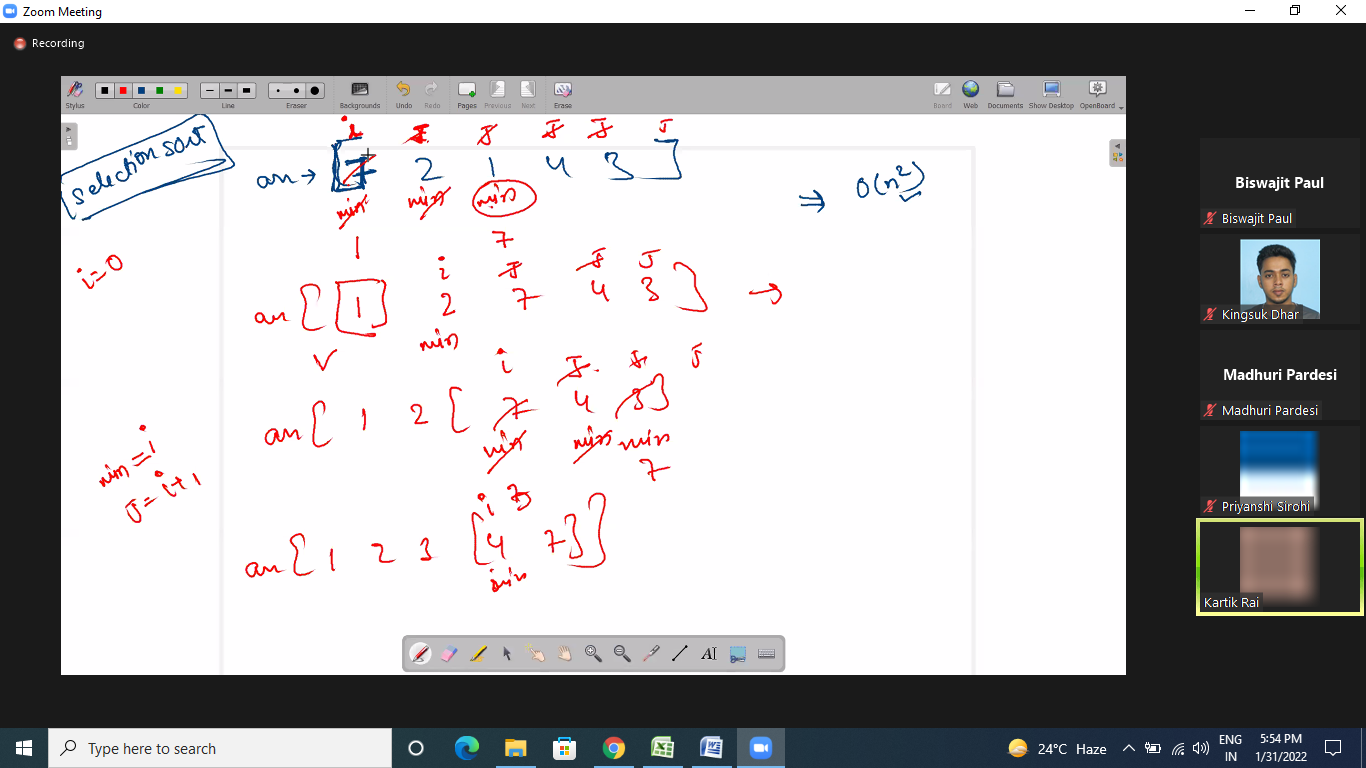 Zoom Meeting
Recording
Stylus Color Line Eraser Backgrounds Undo Redo Pages Previous Next Erase Board Web Documents Show Desktop OpenBoard
selection sort
i J J J J J
arr → [ 7 2 1 4 3 ]
min min min
1 7
⇒ O(n²)
i=0
i J J J
arr [ 1 2 7 4 3 ] →
min
i J J J
arr [ 1 2 [ 7 4 3 ]
min min min
7
min = i
J = i+1
i J
arr [ 1 2 3 [ 4 7 ] ]
min
Biswajit Paul
Biswajit Paul
Kingsuk Dhar
Madhuri Pardesi
Madhuri Pardesi
Priyanshi Sirohi
Kartik Rai
Type here to search
24°C Haze
ENG
IN
5:54 PM
1/31/2022